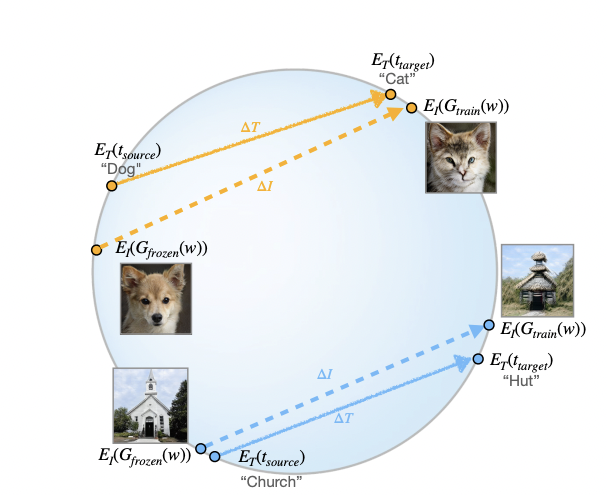 E_T(t_target)
“Cat”
E_I(G_train(w))
ΔT
E_T(t_source)
“Dog”
ΔI
E_I(G_frozen(w))
E_I(G_train(w))
E_T(t_target)
“Hut”
ΔI
ΔT
E_I(G_frozen(w))
E_T(t_source)
“Church”